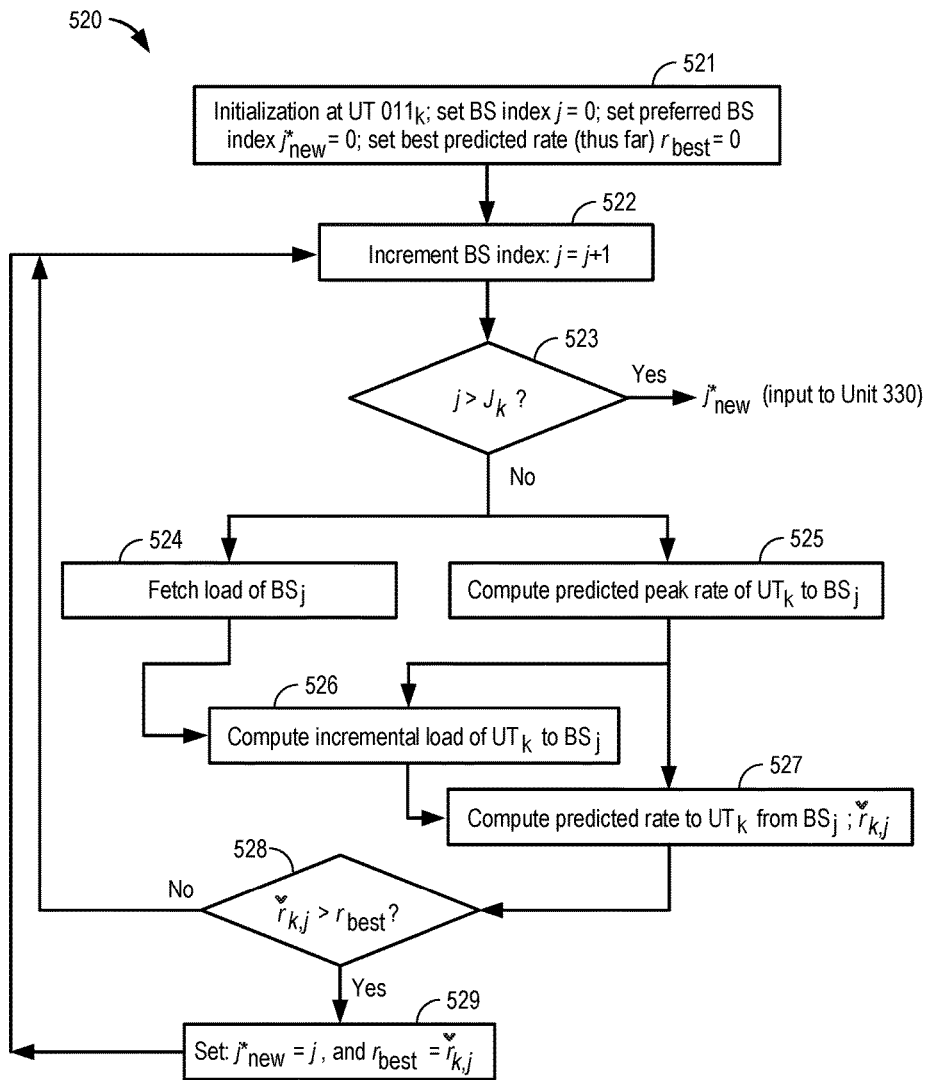 520
521
Initialization at UT 011k; set BS index j = 0; set preferred BS
index j*new = 0; set best predicted rate (thus far) rbest = 0
522
Increment BS index: j = j+1
523
j > Jk ?
Yes
j*new (input to Unit 330)
No
524
Fetch load of BSj
525
Compute predicted peak rate of UTk to BSj
526
Compute incremental load of UTk to BSj
527
Compute predicted rate to UTk from BSj ; řk,j
528
No
řk,j > rbest?
Yes
529
Set: j*new = j , and rbest = řk,j